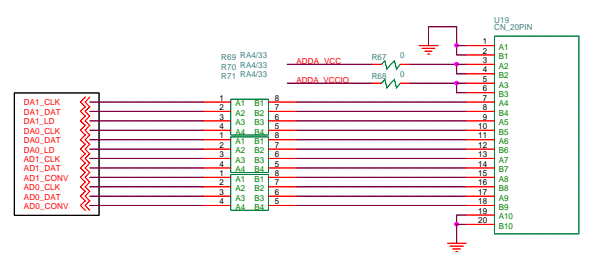 U19
CN_20PIN
R69 RA4/33
R70 RA4/33
R71 RA4/33
ADDA_VCC R67 0
ADDA_VCCIO R68 0
1 A1
2 B1
3 A2
4 B2
5 A3
6 B3
DA1_CLK 1 A1 B1 8 7 A4
DA1_DAT 2 A2 B2 7 8 B4
DA1_LD 3 A3 B3 6 9 A5
DA0_CLK 4 A4 B4 5 10 B5
DA0_DAT 1 A1 B1 8 11 A6
DA0_LD 2 A2 B2 7 12 B6
AD1_CLK 3 A3 B3 6 13 A7
AD1_DAT 4 A4 B4 5 14 B7
AD1_CONV 1 A1 B1 8 15 A8
AD0_CLK 2 A2 B2 7 16 B8
AD0_DAT 3 A3 B3 6 17 A9
AD0_CONV 4 A4 B4 5 18 B9
19 A10
20 B10